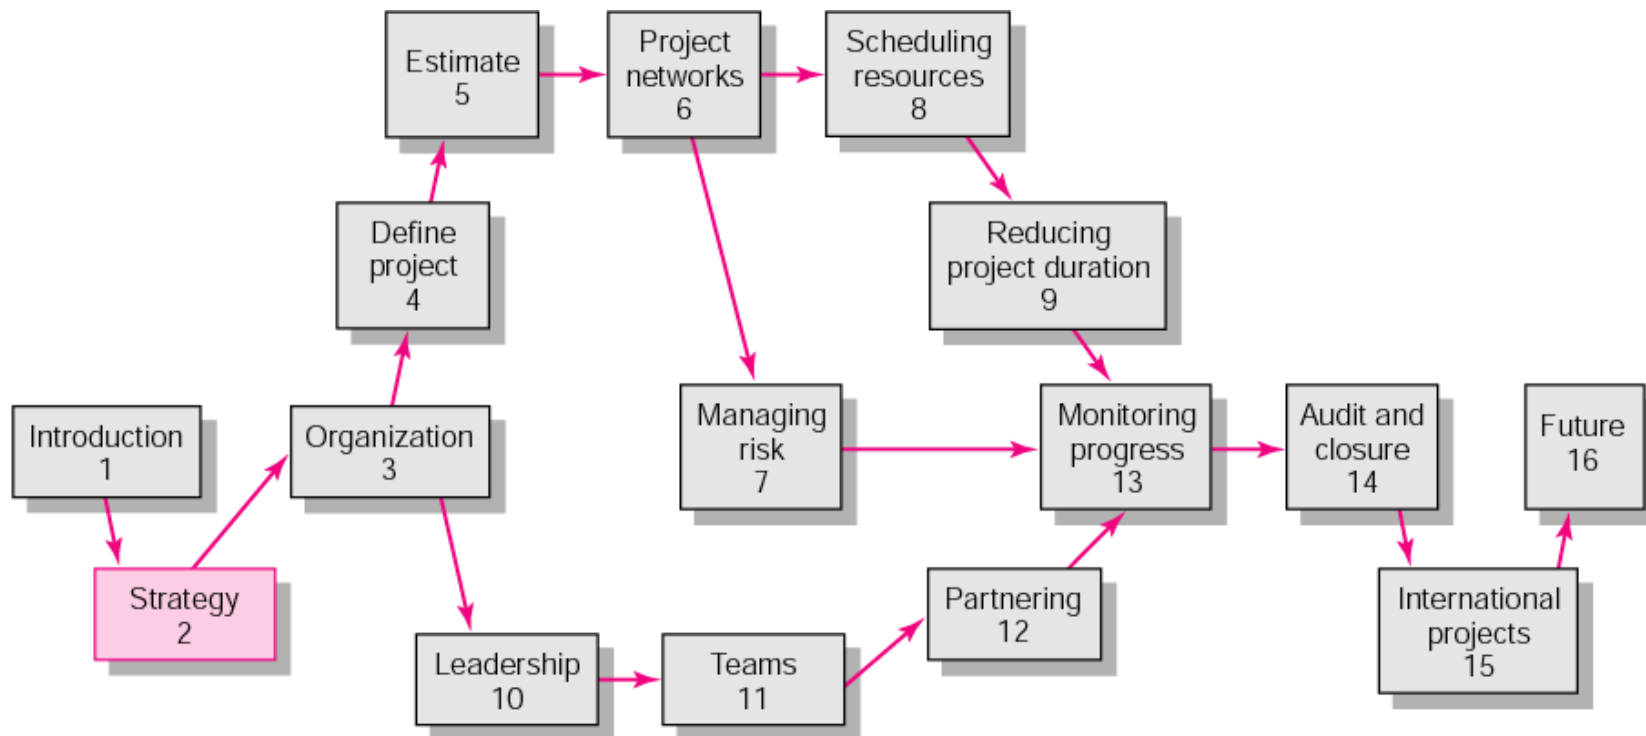 Estimate
5
Project
networks
6
Scheduling
resources
8
Define
project
4
Reducing
project duration
9
Introduction
1
Organization
3
Managing
risk
7
Monitoring
progress
13
Audit and
closure
14
Future
16
Strategy
2
Leadership
10
Teams
11
Partnering
12
International
projects
15